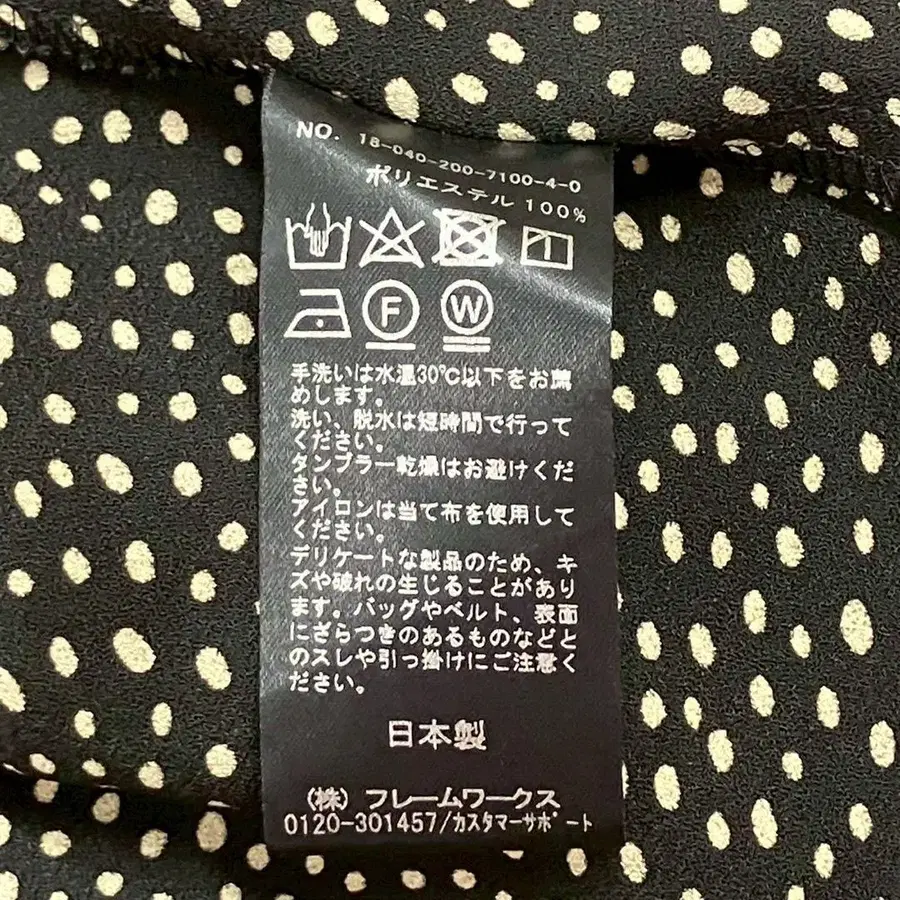 NO. 18-040-200-7100-4-0
ポリエステル 100%
F W
手洗いは水温30℃以下をお薦
めします。
洗い、脱水は短時間で行って
ください。
タンブラー乾燥はお避けくだ
さい。
アイロンは当て布を使用して
ください。
デリケートな製品のため、キ
ズや破れの生じることがあり
ます。バッグやベルト、表面
にざらつきのあるものなどと
のスレや引っ掛けにご注意く
ださい。
日本製
(株) フレームワークス
0120-301457/カスタマーサポート